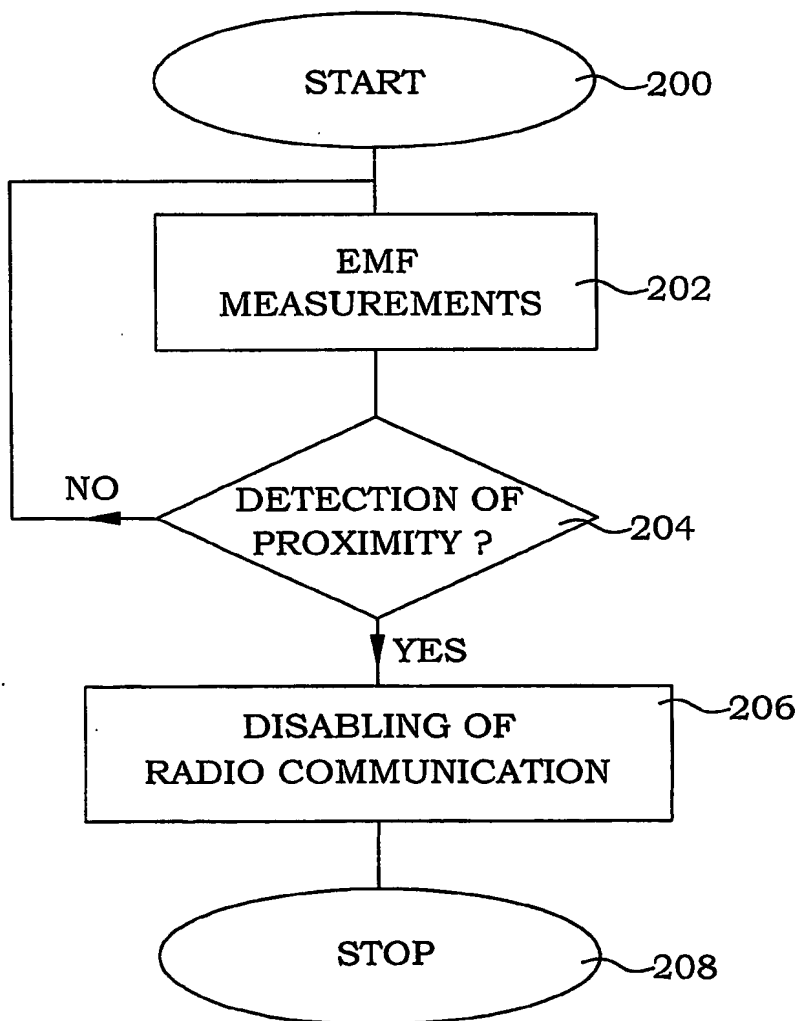 START
200
EMF
MEASUREMENTS
202
NO
DETECTION OF
PROXIMITY ?
204
YES
DISABLING OF
RADIO COMMUNICATION
206
STOP
208